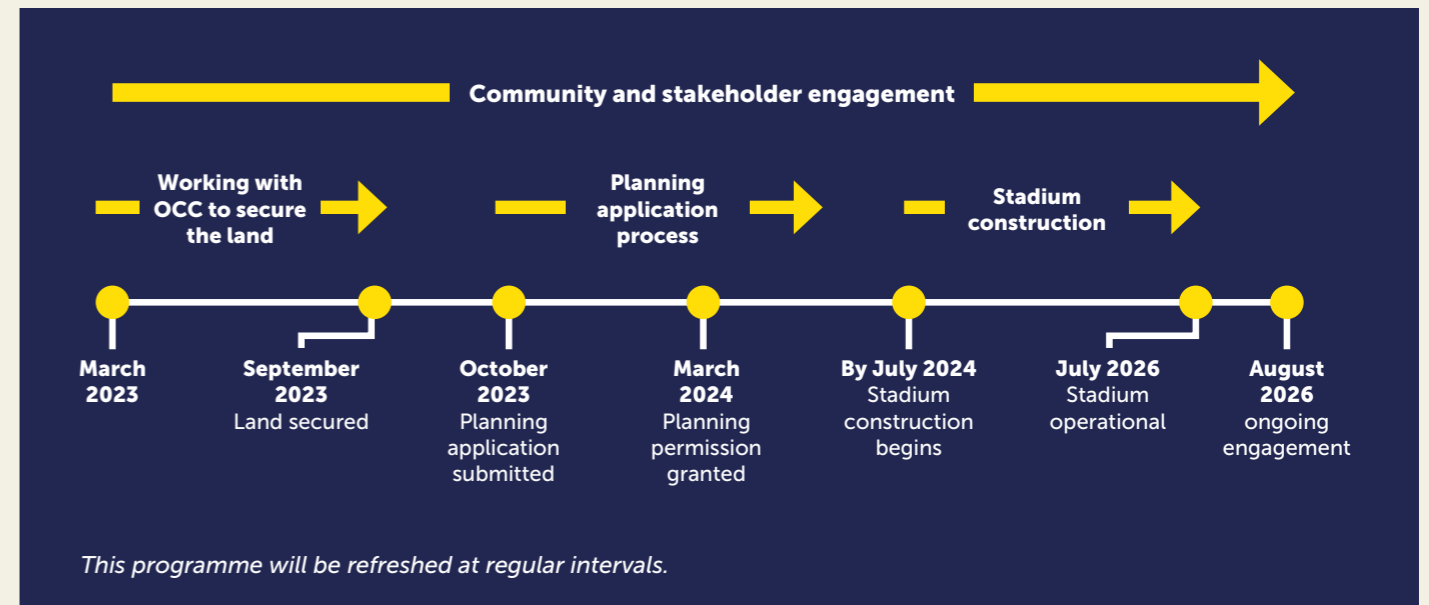 Community and stakeholder engagement
Working with
OCC to secure
the land
Planning
application
process
Stadium
construction
March
2023
September
2023
Land secured
October
2023
Planning
application
submitted
March
2024
Planning
permission
granted
By July 2024
Stadium
construction
begins
July 2026
Stadium
operational
August
2026
ongoing
engagement
This programme will be refreshed at regular intervals.